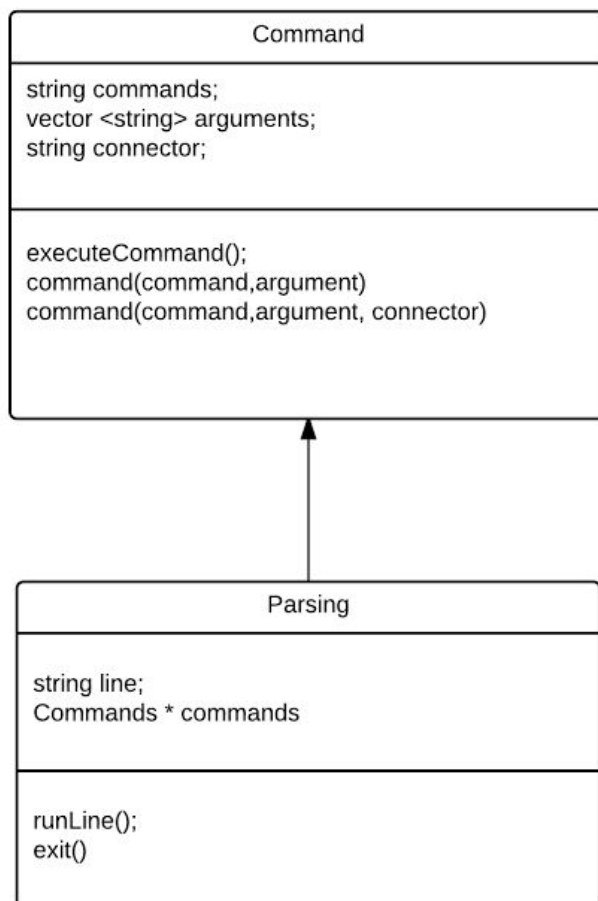 Command
string commands;
vector <string> arguments;
string connector;
executeCommand();
command(command,argument)
command(command,argument, connector)
Parsing
string line;
Commands * commands
runLine();
exit()